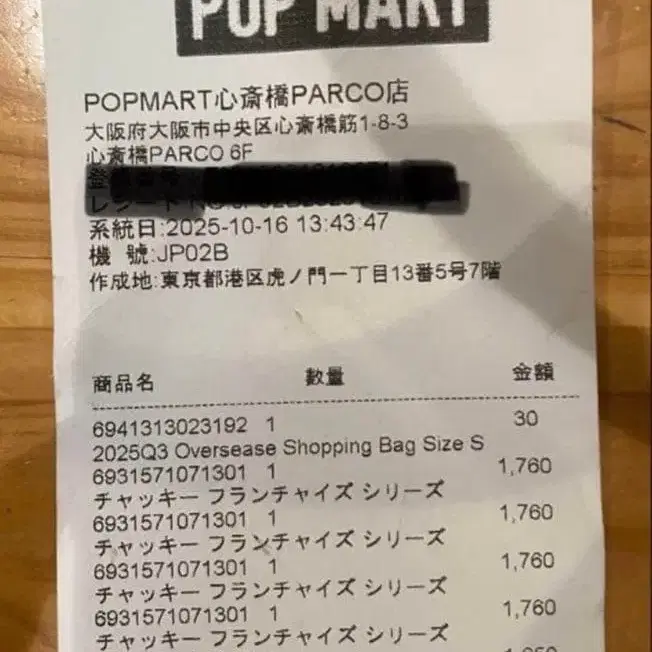 POP MART
POPMART心斎橋PARCO店
大阪府大阪市中央区心斎橋筋1-8-3
心斎橋PARCO 6F
系統日:2025-10-16 13:43:47
機 號:JP02B
作成地:東京都港区虎ノ門一丁目13番5号7階
商品名 数量 金額
6941313023192 1 30
2025Q3 Oversease Shopping Bag Size S
6931571071301 1 1,760
チャッキー フランチャイズ シリーズ
6931571071301 1 1,760
チャッキー フランチャイズ シリーズ
6931571071301 1 1,760
チャッキー フランチャイズ シリーズ
6931571071301 1 1,760
チャッキー フランチャイズ シリーズ